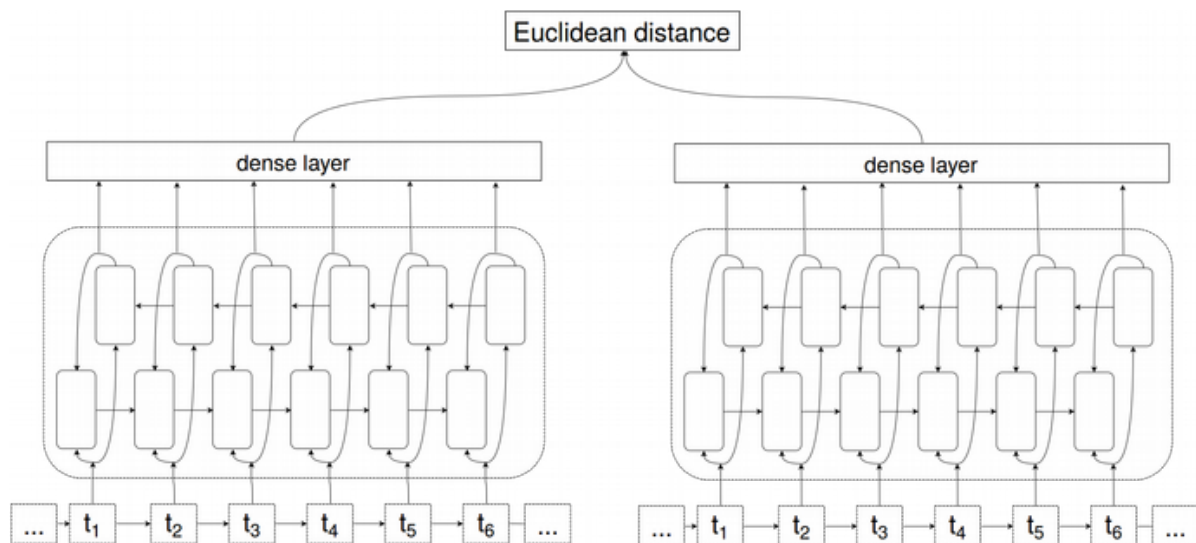 Euclidean distance
dense layer
dense layer
... t₁ t₂ t₃ t₄ t₅ t₆ ...
... t₁ t₂ t₃ t₄ t₅ t₆ ...